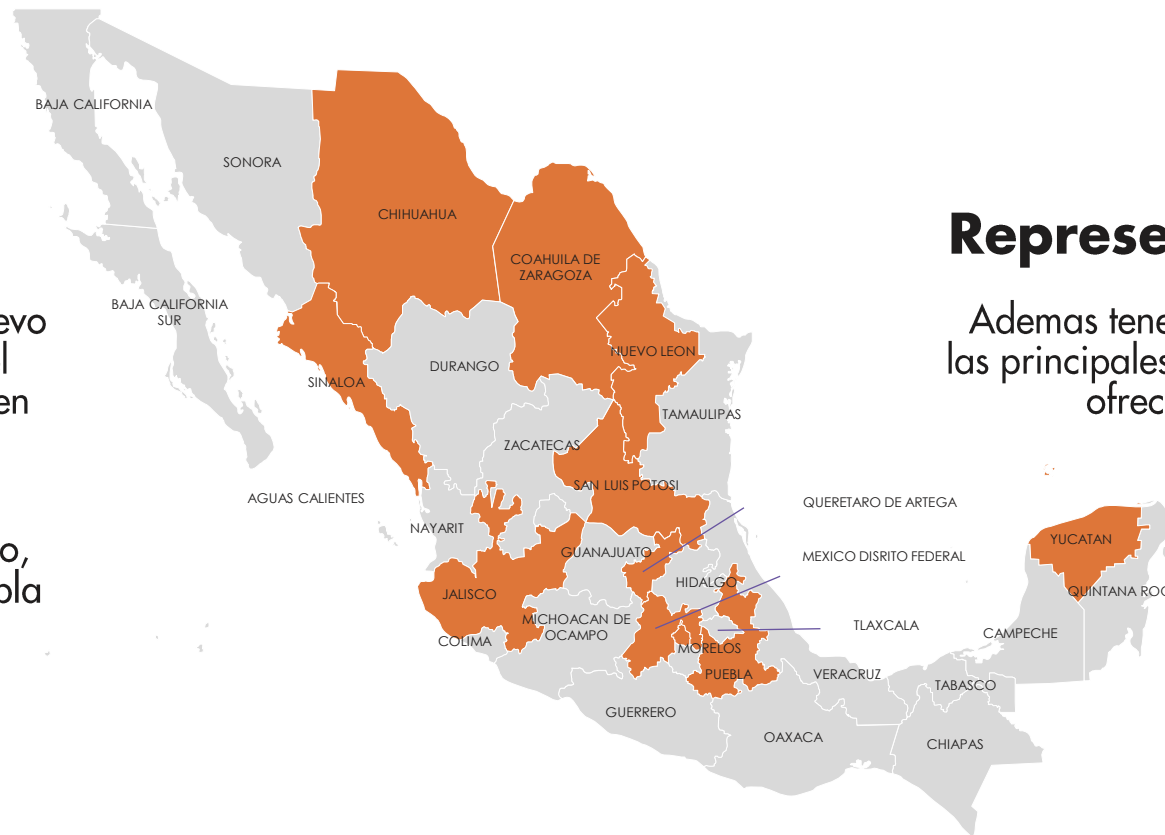 BAJA CALIFORNIA
SONORA
CHIHUAHUA
COAHUILA DE
ZARAGOZA
BAJA CALIFORNIA
SUR
NUEVO LEON
DURANGO
SINALOA
TAMAULIPAS
ZACATECAS
SAN LUIS POTOSI
AGUAS CALIENTES
NAYARIT
GUANAJUATO
QUERETARO DE ARTEGA
MEXICO DISRITO FEDERAL
HIDALGO
JALISCO
MICHOACAN DE
OCAMPO
COLIMA
TLAXCALA
MORELOS
PUEBLA
VERACRUZ
GUERRERO
OAXACA
TABASCO
CHIAPAS
CAMPECHE
YUCATAN
QUINTANA ROO
evo
l
en
o,
bla
Represe
Ademas tene
las principales
ofrec